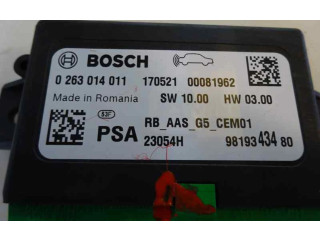 BOSCH
0 263 014 011 170521 00081962
Made in Romania SW 10.00 HW 03.00
RB_AAS_G5_CEM01
PSA 23054H 98193434 80